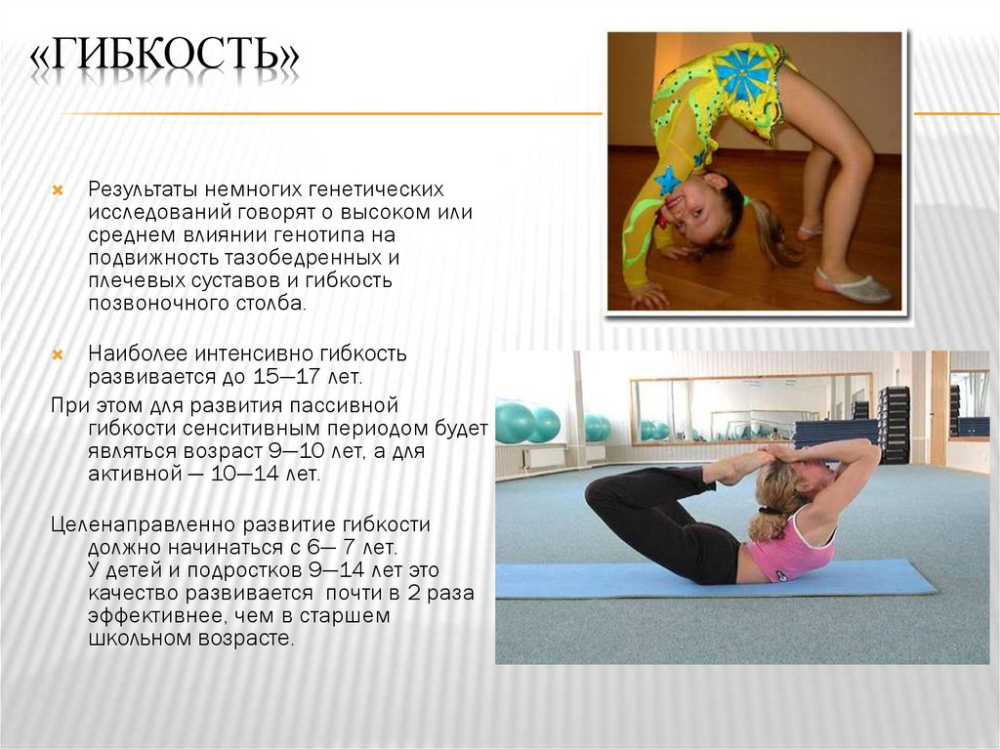 «ГИБКОСТЬ»
Результаты немногих генетических
исследований говорят о высоком или
среднем влиянии генотипа на
подвижность тазобедренных и
плечевых суставов и гибкость
позвоночного столба.
Наиболее интенсивно гибкость
развивается до 15—17 лет.
При этом для развития пассивной
гибкости сенситивным периодом будет
являться возраст 9—10 лет, а для
активной — 10—14 лет.
Целенаправленно развитие гибкости
должно начинаться с 6— 7 лет.
У детей и подростков 9—14 лет это
качество развивается  почти в 2 раза
эффективнее, чем в старшем
школьном возрасте.